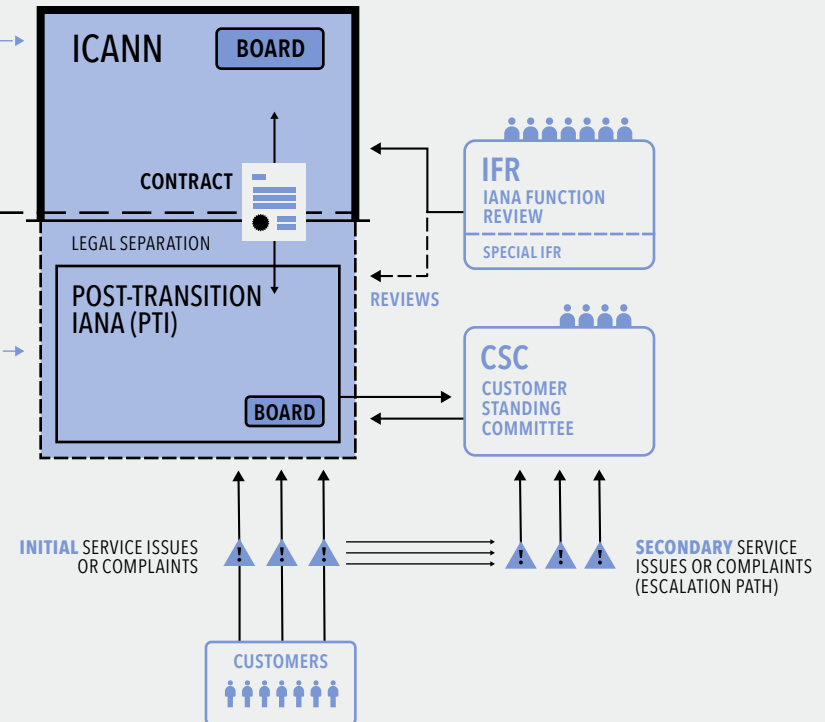 ICANN
BOARD
CONTRACT
LEGAL SEPARATION
POST-TRANSITION
IANA (PTI)
BOARD
IFR
IANA FUNCTION
REVIEW
SPECIAL IFR
REVIEWS
CSC
CUSTOMER
STANDING
COMMITTEE
INITIAL SERVICE ISSUES
OR COMPLAINTS
!
!
!
!
!
!
SECONDARY SERVICE
ISSUES OR COMPLAINTS
(ESCALATION PATH)
CUSTOMERS